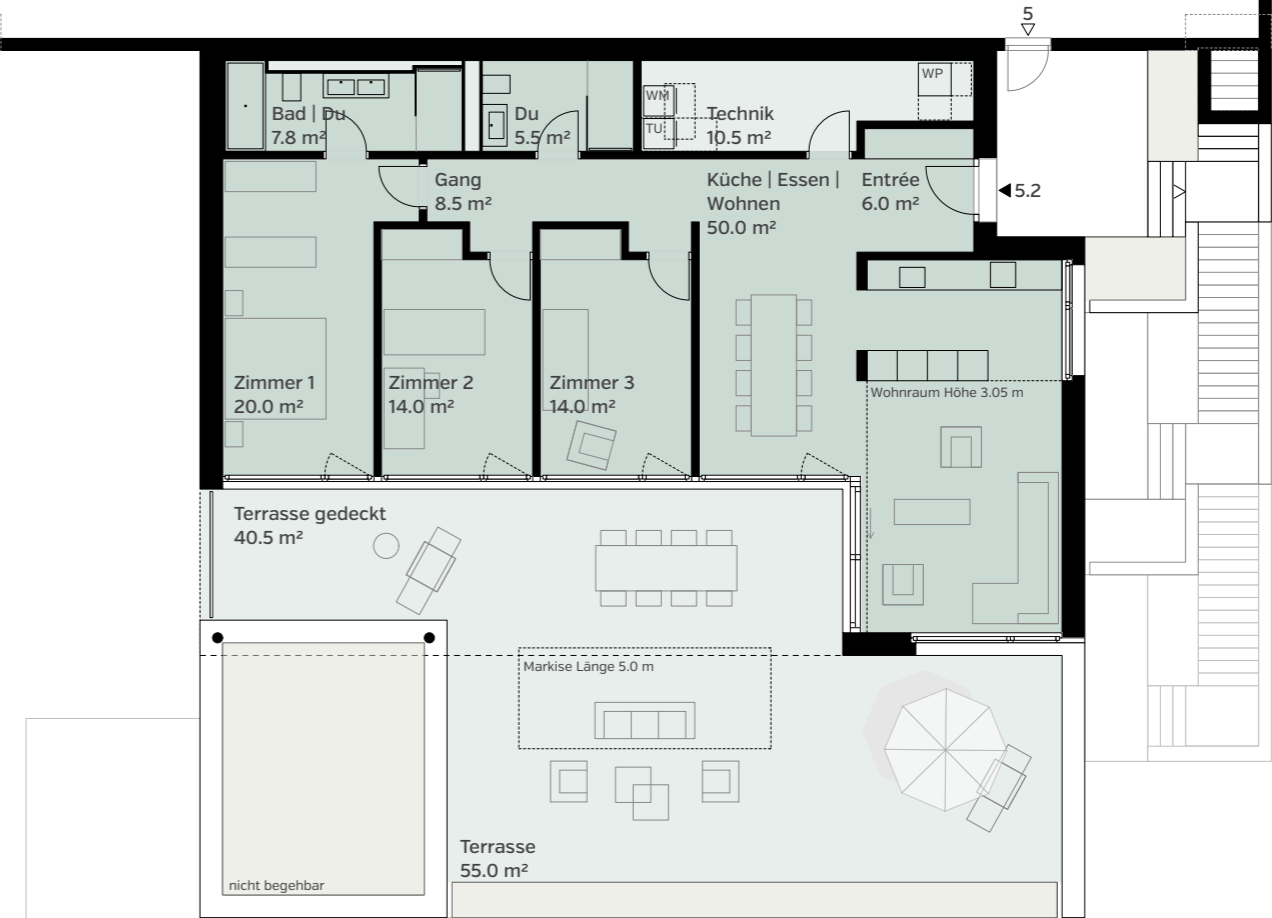 5
WP
WM
TU
Bad | Du
7.8 m²
Du
5.5 m²
Technik
10.5 m²
Gang
8.5 m²
Küche | Essen |
Wohnen
50.0 m²
Entrée
6.0 m²
5.2
Zimmer 1
20.0 m²
Zimmer 2
14.0 m²
Zimmer 3
14.0 m²
Wohnraum Höhe 3.05 m
Terrasse gedeckt
40.5 m²
Markise Länge 5.0 m
Terrasse
55.0 m²
nicht begehbar